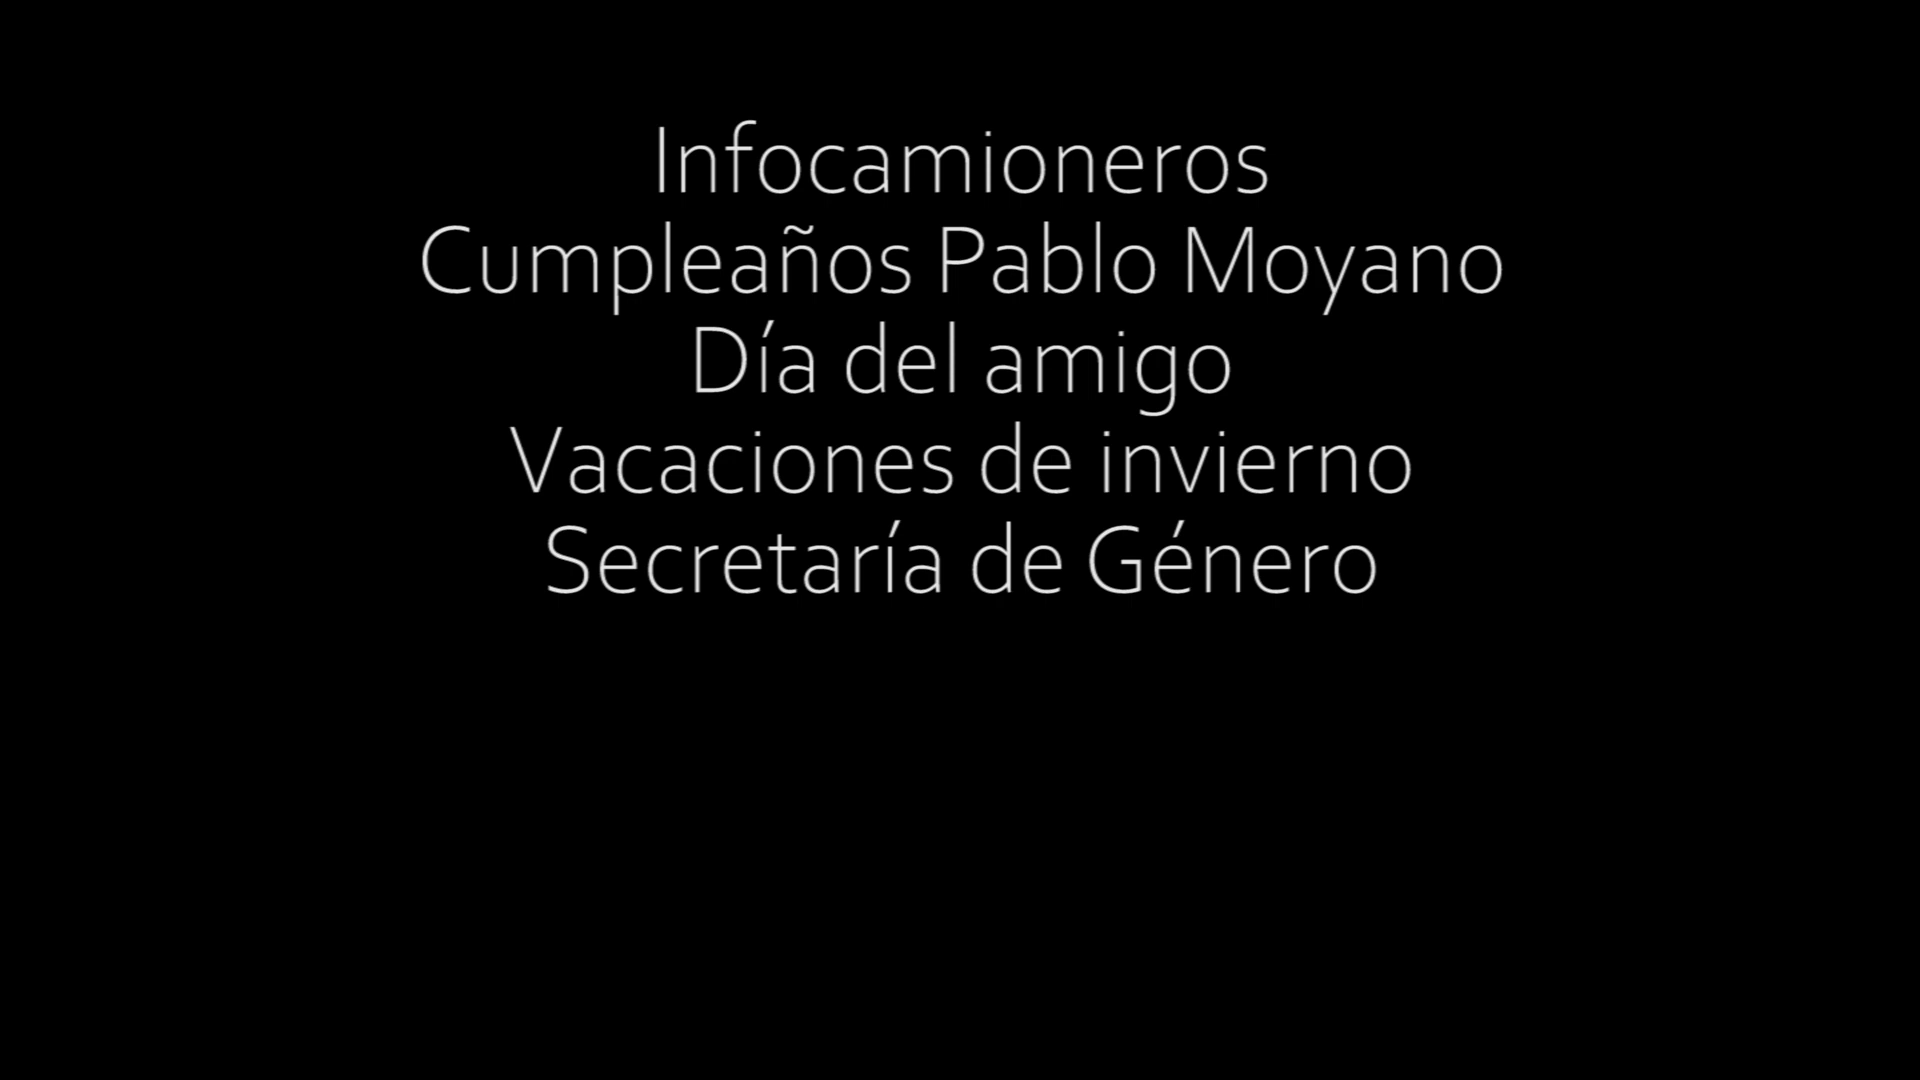 Infocamioneros
Cumpleaños Pablo Moyano
Día del amigo
Vacaciones de invierno
Secretaría de Género